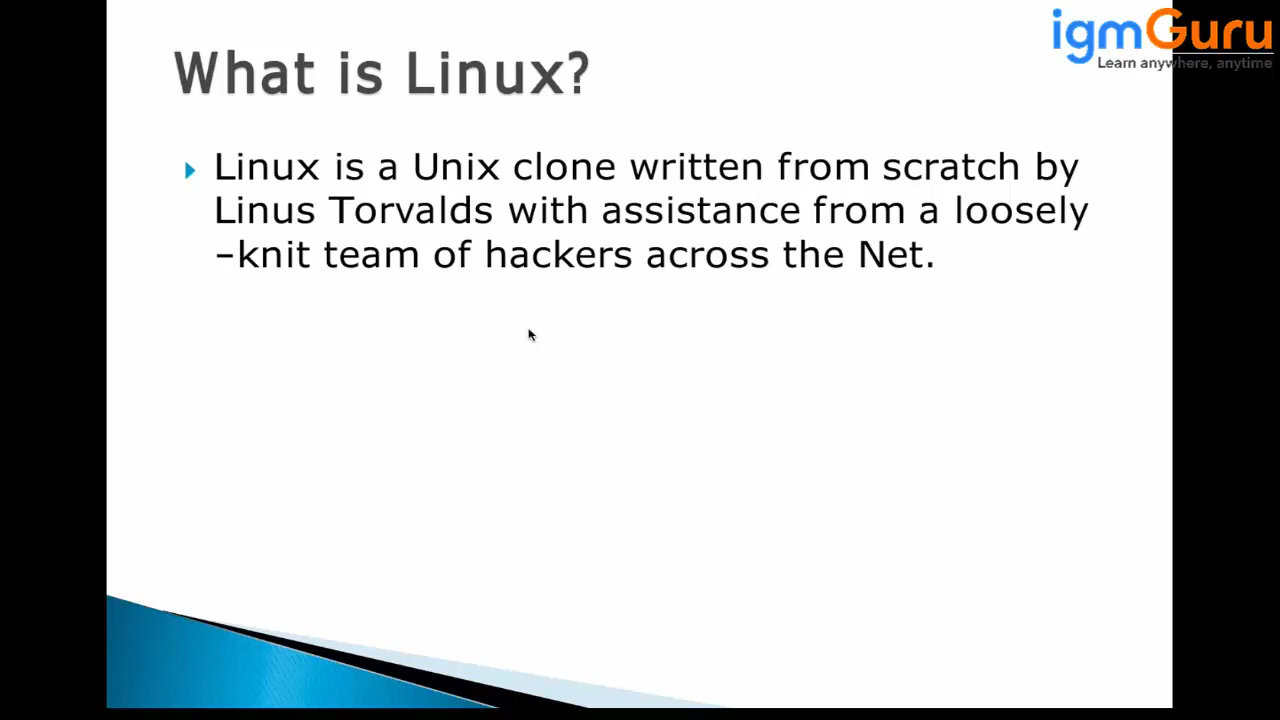 igmGuru
Learn anywhere, anytime
What is Linux?
Linux is a Unix clone written from scratch by
Linus Torvalds with assistance from a loosely
–knit team of hackers across the Net.